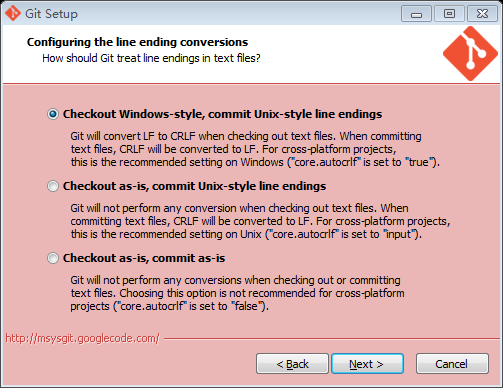 Git Setup
Configuring the line ending conversions
How should Git treat line endings in text files?
Checkout Windows-style, commit Unix-style line endings
Git will convert LF to CRLF when checking out text files. When committing
text files, CRLF will be converted to LF. For cross-platform projects,
this is the recommended setting on Windows ("core.autocrlf" is set to "true").
Checkout as-is, commit Unix-style line endings
Git will not perform any conversion when checking out text files. When
committing text files, CRLF will be converted to LF. For cross-platform projects,
this is the recommended setting on Unix ("core.autocrlf" is set to "input").
Checkout as-is, commit as-is
Git will not perform any conversions when checking out or committing
text files. Choosing this option is not recommended for cross-platform
projects ("core.autocrlf" is set to "false").
http://msysgit.googlecode.com/
< Back Next > Cancel